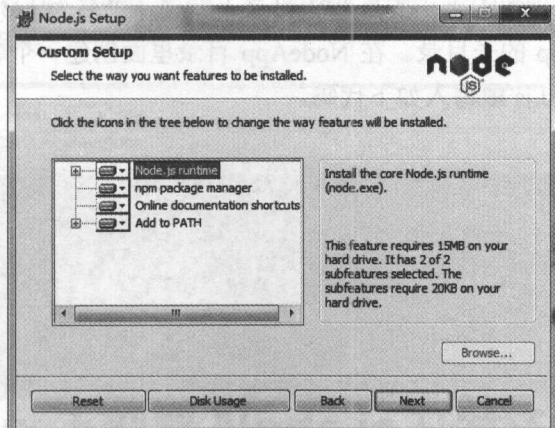 Node.js Setup
Custom Setup
Select the way you want features to be installed.
node
JS
Click the icons in the tree below to change the way features will be installed.
Node.js runtime
npm package manager
Online documentation shortcuts
Add to PATH
Install the core Node.js runtime
(node.exe).
This feature requires 15MB on your
hard drive. It has 2 of 2
subfeatures selected. The
subfeatures require 20KB on your
hard drive.
Browse...
Reset
Disk Usage
Back
Next
Cancel